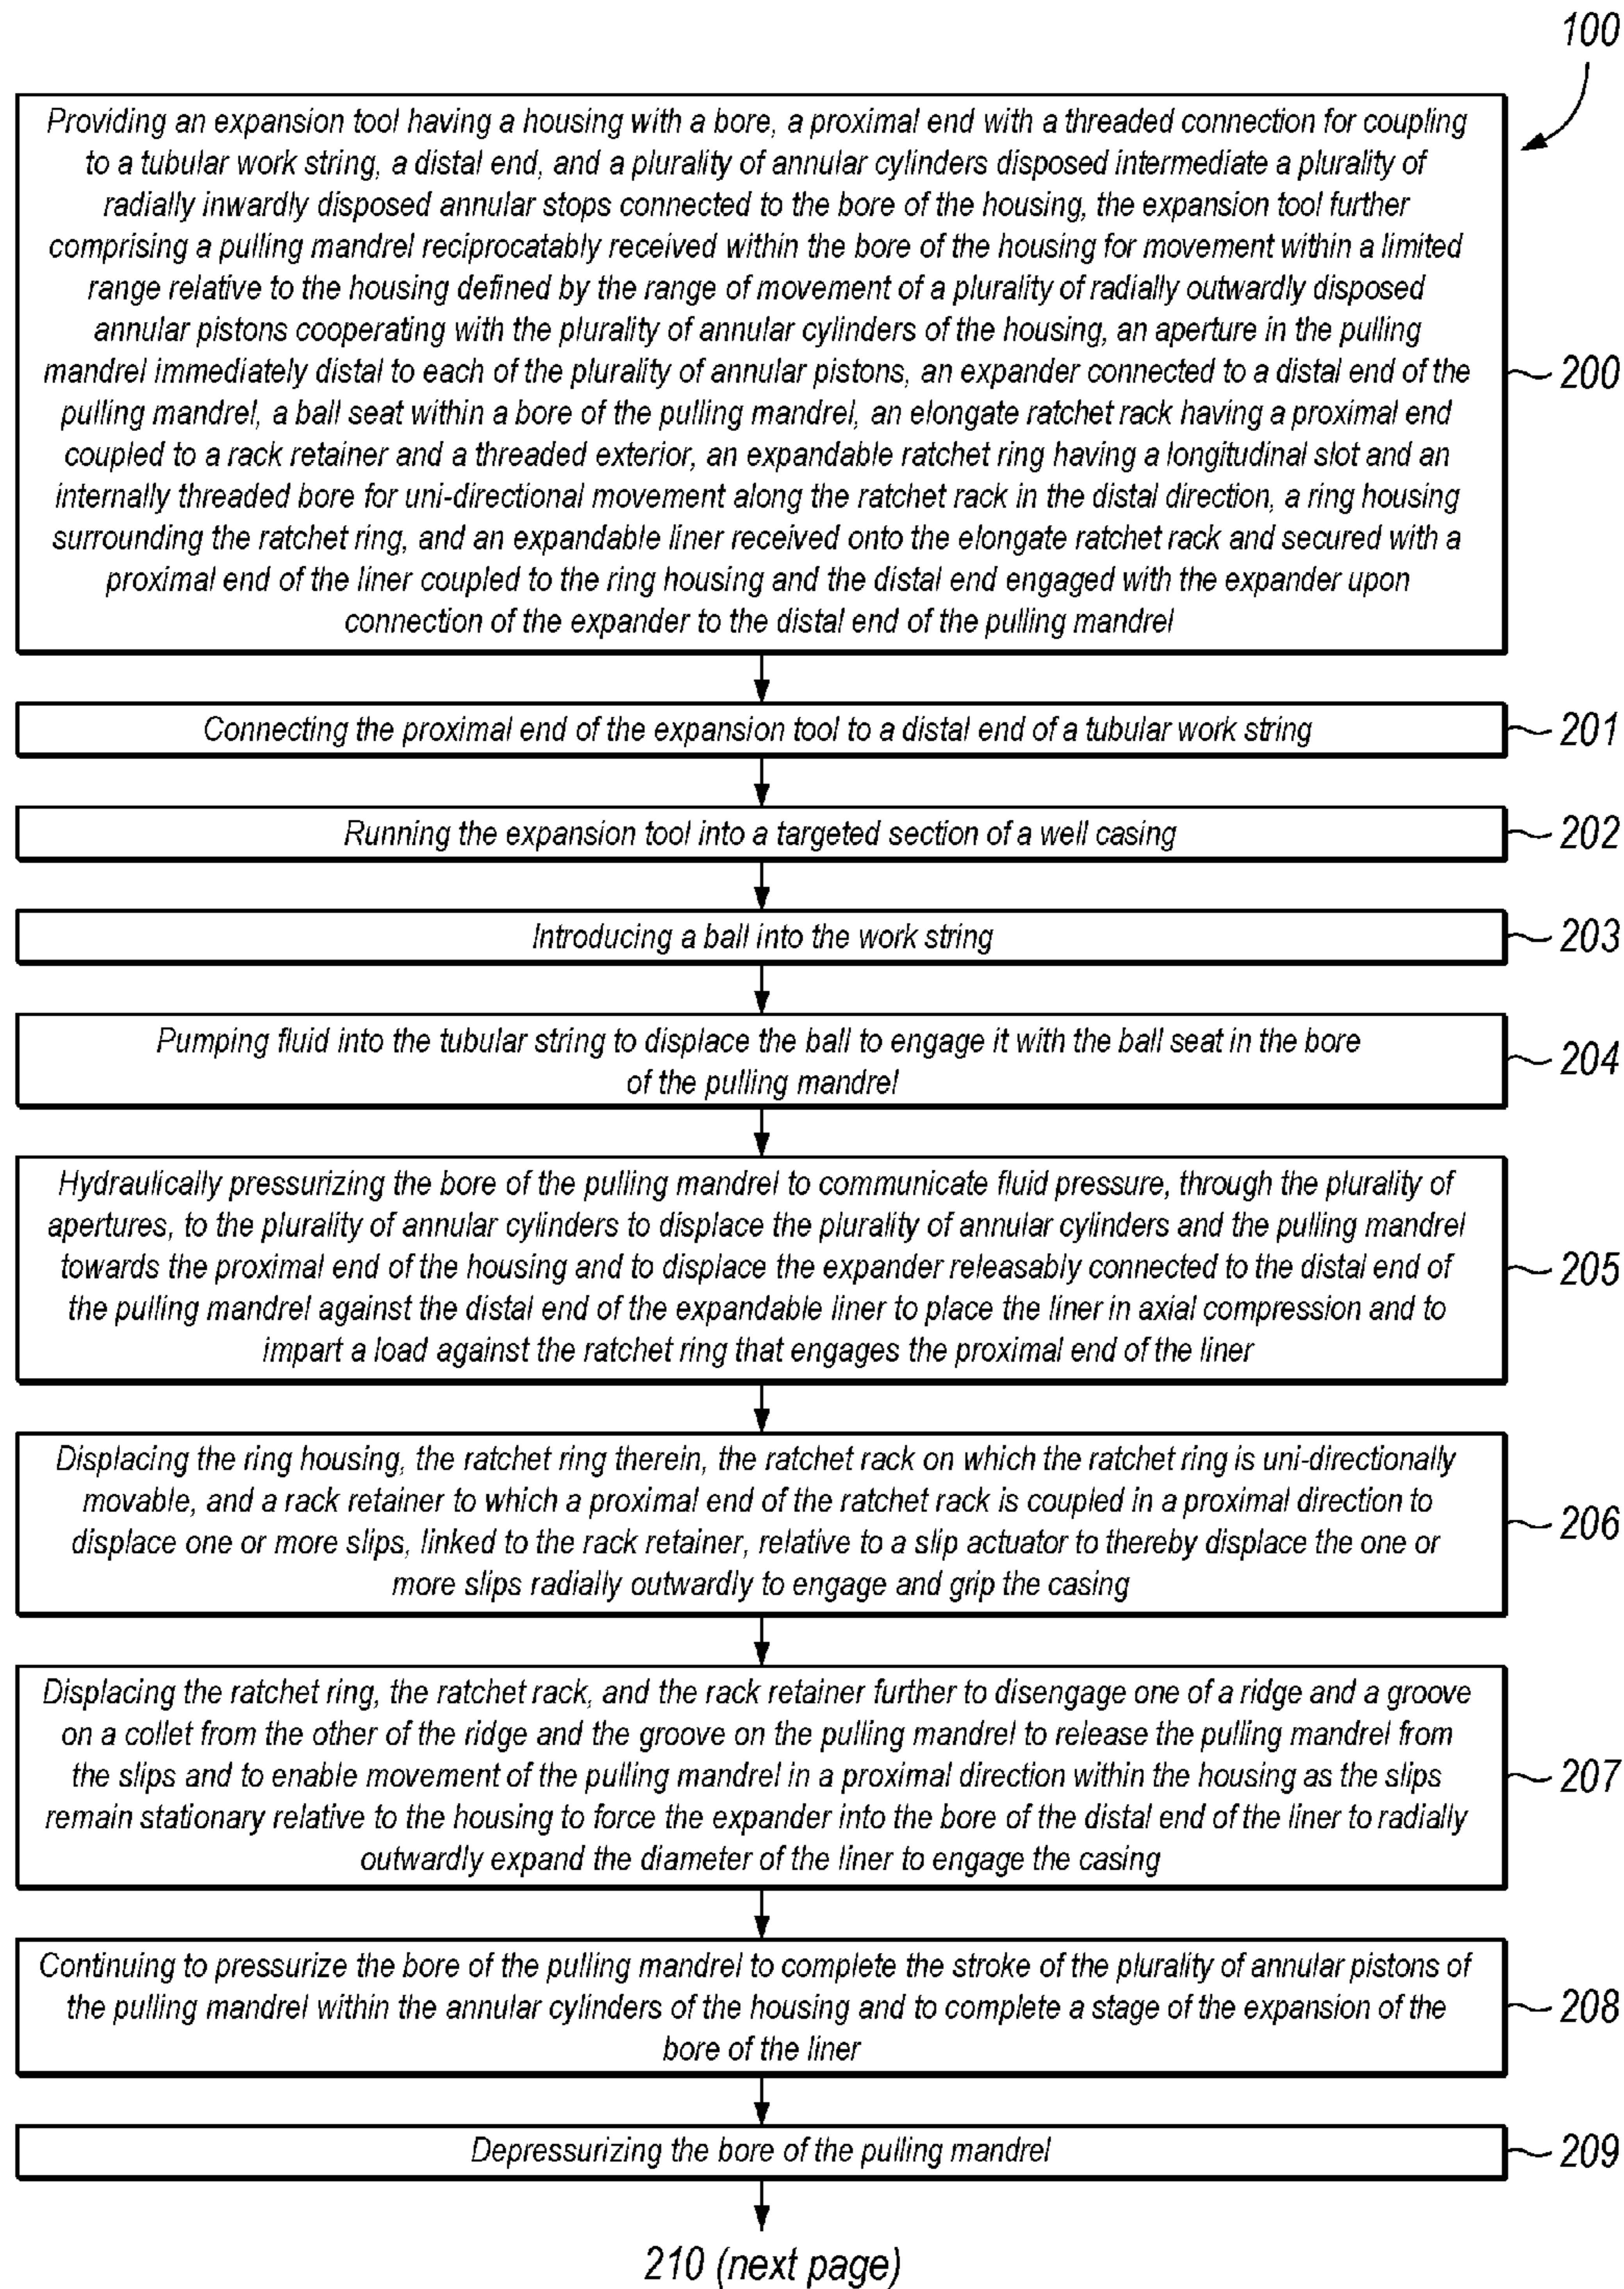 100
Providing an expansion tool having a housing with a bore, a proximal end with a threaded connection for coupling
to a tubular work string, a distal end, and a plurality of annular cylinders disposed intermediate a plurality of
radially inwardly disposed annular stops connected to the bore of the housing, the expansion tool further
comprising a pulling mandrel reciprocatably received within the bore of the housing for movement within a limited
range relative to the housing defined by the range of movement of a plurality of radially outwardly disposed
annular pistons cooperating with the plurality of annular cylinders of the housing, an aperture in the pulling
mandrel immediately distal to each of the plurality of annular pistons, an expander connected to a distal end of the
pulling mandrel, a ball seat within a bore of the pulling mandrel, an elongate ratchet rack having a proximal end
coupled to a rack retainer and a threaded exterior, an expandable ratchet ring having a longitudinal slot and an
internally threaded bore for uni-directional movement along the ratchet rack in the distal direction, a ring housing
surrounding the ratchet ring, and an expandable liner received onto the elongate ratchet rack and secured with a
proximal end of the liner coupled to the ring housing and the distal end engaged with the expander upon
connection of the expander to the distal end of the pulling mandrel
200
Connecting the proximal end of the expansion tool to a distal end of a tubular work string
201
Running the expansion tool into a targeted section of a well casing
202
Introducing a ball into the work string
203
Pumping fluid into the tubular string to displace the ball to engage it with the ball seat in the bore
of the pulling mandrel
204
Hydraulically pressurizing the bore of the pulling mandrel to communicate fluid pressure, through the plurality of
apertures, to the plurality of annular cylinders to displace the plurality of annular cylinders and the pulling mandrel
towards the proximal end of the housing and to displace the expander releasably connected to the distal end of
the pulling mandrel against the distal end of the expandable liner to place the liner in axial compression and to
impart a load against the ratchet ring that engages the proximal end of the liner
205
Displacing the ring housing, the ratchet ring therein, the ratchet rack on which the ratchet ring is uni-directionally
movable, and a rack retainer to which a proximal end of the ratchet rack is coupled in a proximal direction to
displace one or more slips, linked to the rack retainer, relative to a slip actuator to thereby displace the one or
more slips radially outwardly to engage and grip the casing
206
Displacing the ratchet ring, the ratchet rack, and the rack retainer further to disengage one of a ridge and a groove
on a collet from the other of the ridge and the groove on the pulling mandrel to release the pulling mandrel from
the slips and to enable movement of the pulling mandrel in a proximal direction within the housing as the slips
remain stationary relative to the housing to force the expander into the bore of the distal end of the liner to radially
outwardly expand the diameter of the liner to engage the casing
207
Continuing to pressurize the bore of the pulling mandrel to complete the stroke of the plurality of annular pistons of
the pulling mandrel within the annular cylinders of the housing and to complete a stage of the expansion of the
bore of the liner
208
Depressurizing the bore of the pulling mandrel
209
210 (next page)